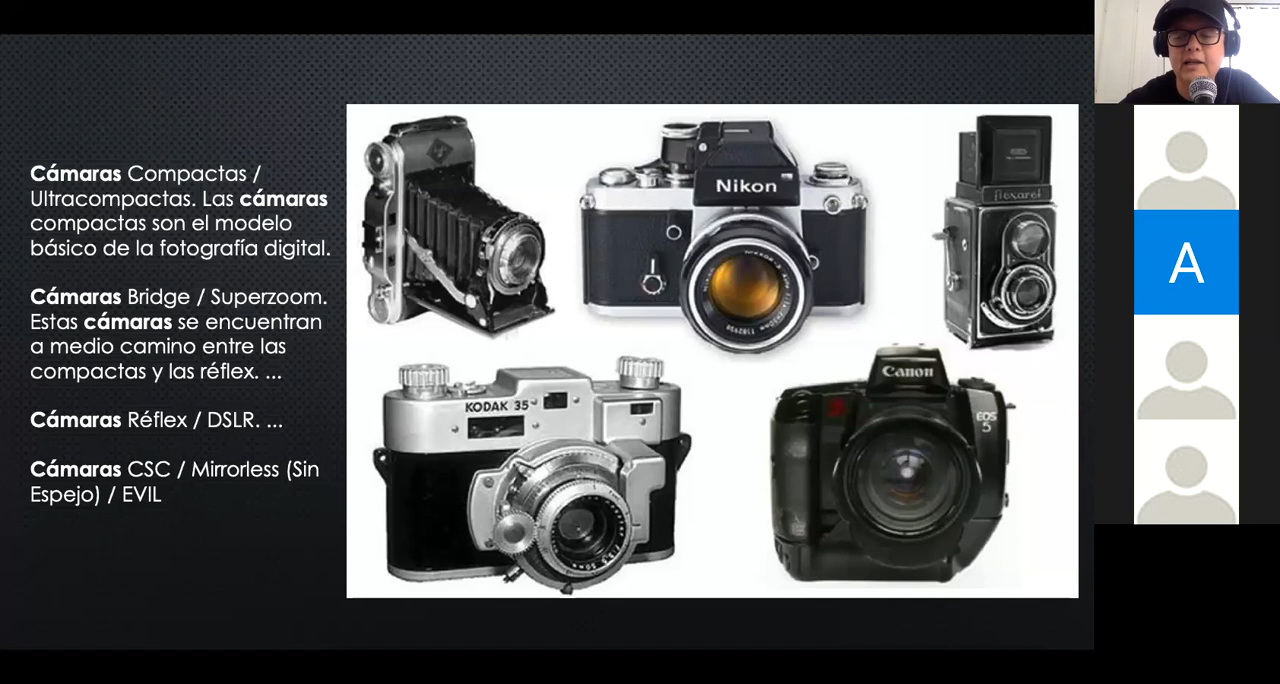 Cámaras Compactas /
Ultracompactas. Las cámaras
compactas son el modelo
básico de la fotografía digital.
Cámaras Bridge / Superzoom.
Estas cámaras se encuentran
a medio camino entre las
compactas y las réflex. ...
Cámaras Réflex / DSLR. ...
Cámaras CSC / Mirrorless (Sin
Espejo) / EVIL
Nikon
flexaret
KODAK 35
Canon
EOS
5
A